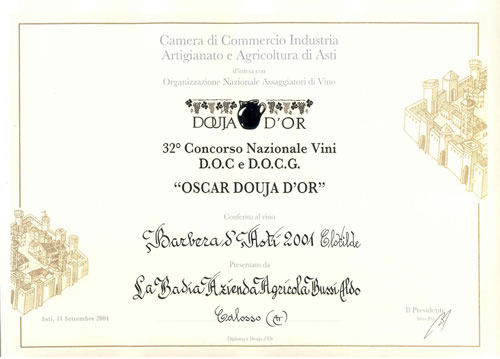 Camera di Commercio Industria
Artigianato e Agricoltura di Asti
d'intesa con
Organizzazione Nazionale Assaggiatori di Vino
DOUJA D'OR
32° Concorso Nazionale Vini
D.O.C e D.O.C.G.
“OSCAR DOUJA D'OR”
Conferito al vino
Barbera d'Asti 2001 Clotilde
Presentato da
La Badia Azienda Agricola Bussi Aldo
Calosso (At)
Asti, 11 Settembre 2004
Il Presidente
Diploma e Douja d'Or